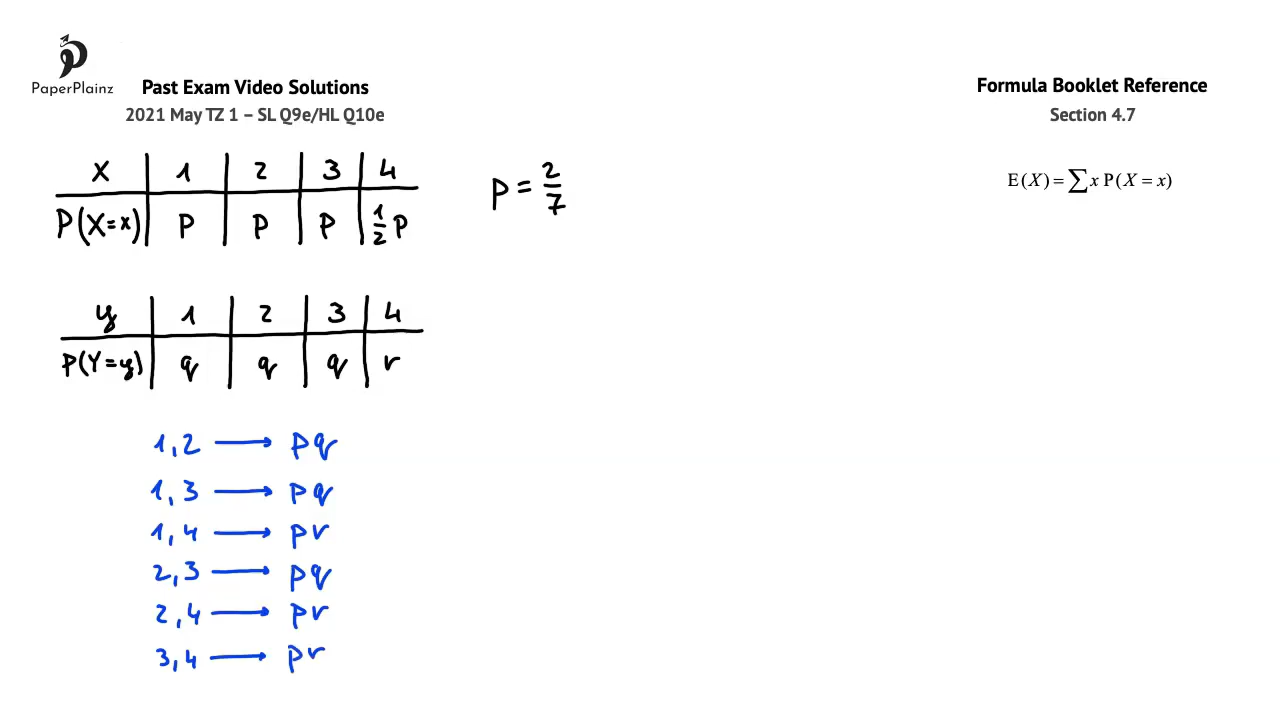 PaperPlainz
Past Exam Video Solutions
2021 May TZ 1 – SL Q9e/HL Q10e
Formula Booklet Reference
Section 4.7
E(X) = ∑ x P(X = x)
X 1 2 3 4
P(X=x) p p p 1/2 p
p = 2/7
y 1 2 3 4
P(Y=y) q q q r
1,2 → pq
1,3 → pq
1,4 → pr
2,3 → pq
2,4 → pr
3,4 → pr